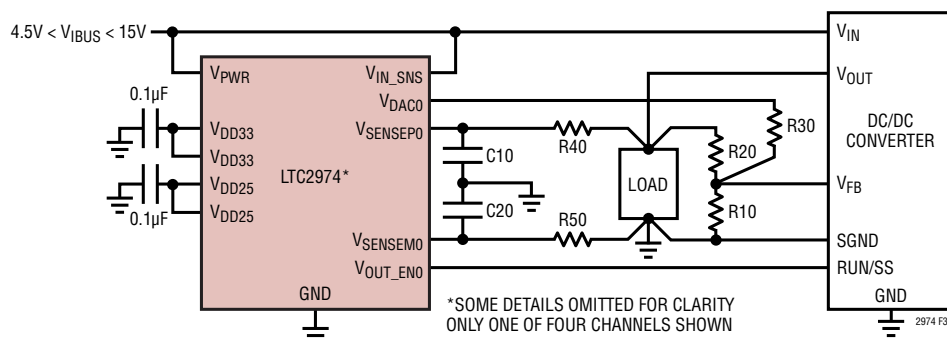 4.5V < VIBUS < 15V
VPWR
VIN_SNS
VIN
VOUT
0.1µF
VDAC0
VDD33
VSENSEP0
R40
R30
DC/DC
CONVERTER
VDD33
C10
R20
LTC2974*
LOAD
VDD25
VFB
0.1µF
VDD25
C20
R10
R50
VSENSEM0
SGND
VOUT_EN0
RUN/SS
GND
*SOME DETAILS OMITTED FOR CLARITY
ONLY ONE OF FOUR CHANNELS SHOWN
GND